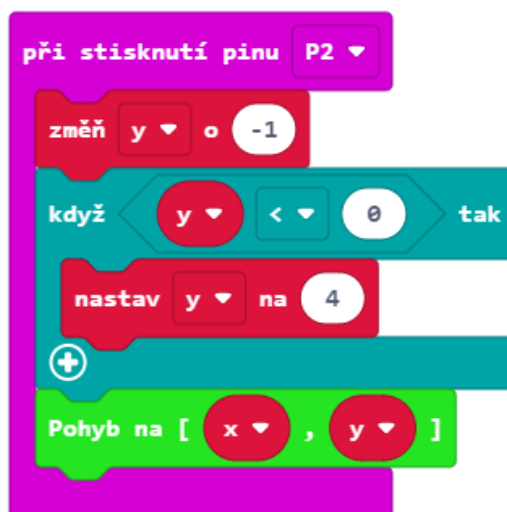 při stisknutí pinu P2
změň y o -1
když y < 0 tak
nastav y na 4
Pohyb na [ x , y ]